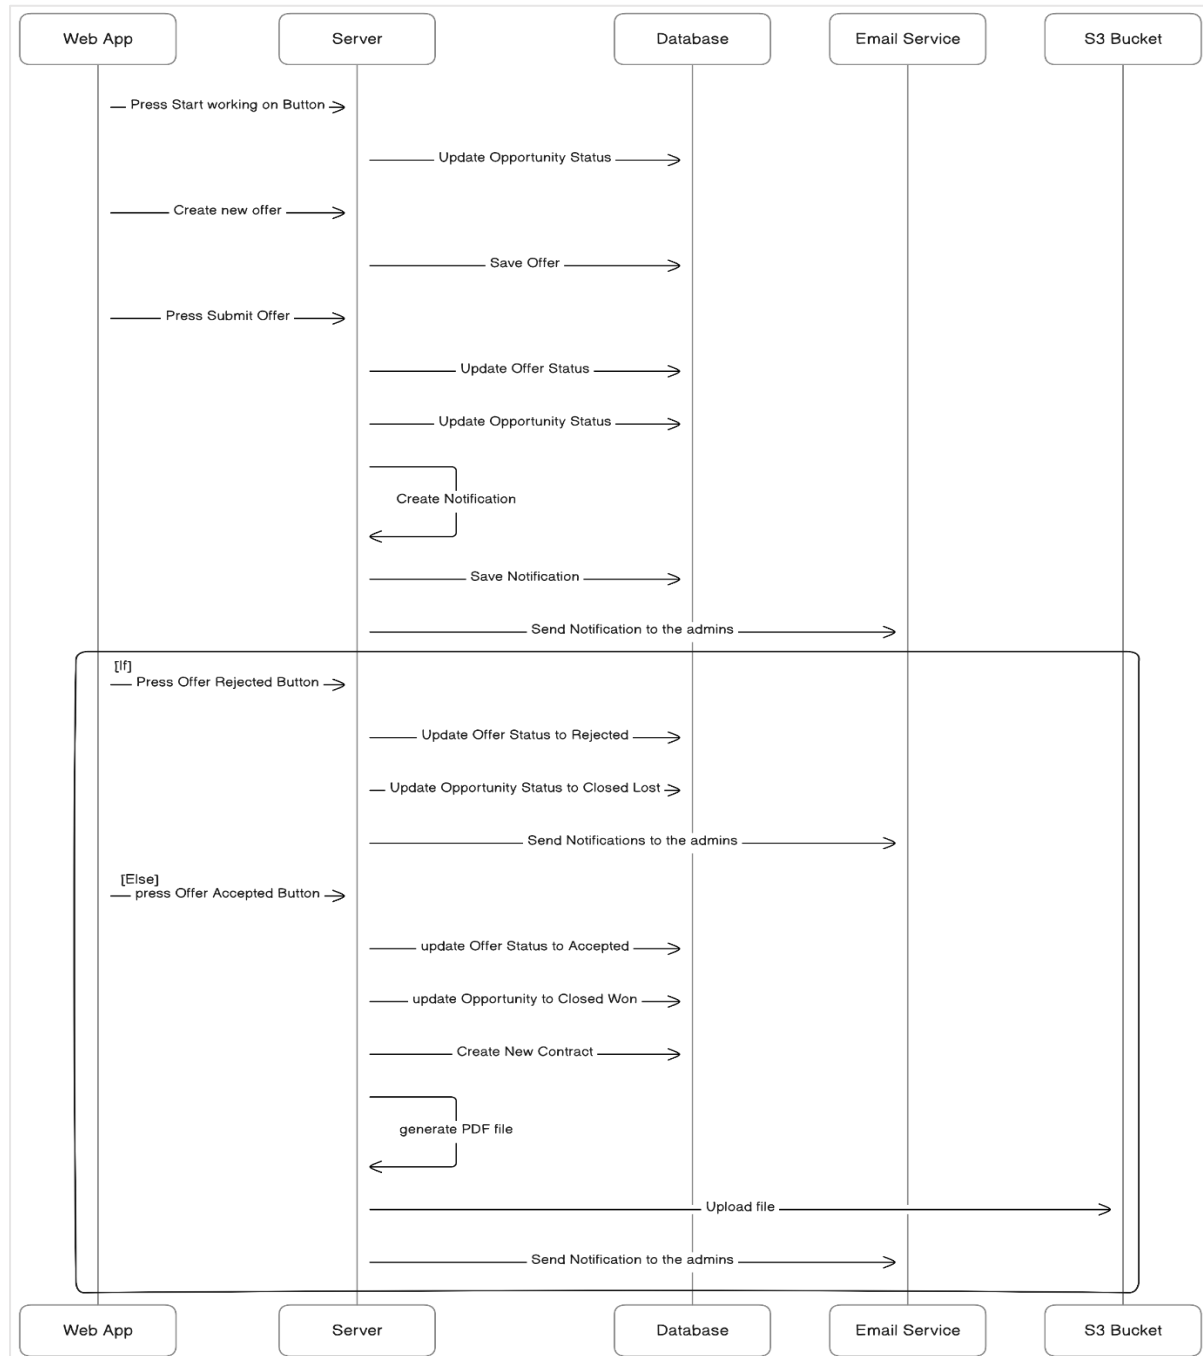 Web App
Server
Database
Email Service
S3 Bucket
Press Start working on Button
Update Opportunity Status
Create new offer
Save Offer
Press Submit Offer
Update Offer Status
Update Opportunity Status
Create Notification
Save Notification
Send Notification to the admins
[If]
Press Offer Rejected Button
Update Offer Status to Rejected
Update Opportunity Status to Closed Lost
Send Notifications to the admins
[Else]
press Offer Accepted Button
update Offer Status to Accepted
update Opportunity to Closed Won
Create New Contract
generate PDF file
Upload file
Send Notification to the admins
Web App
Server
Database
Email Service
S3 Bucket